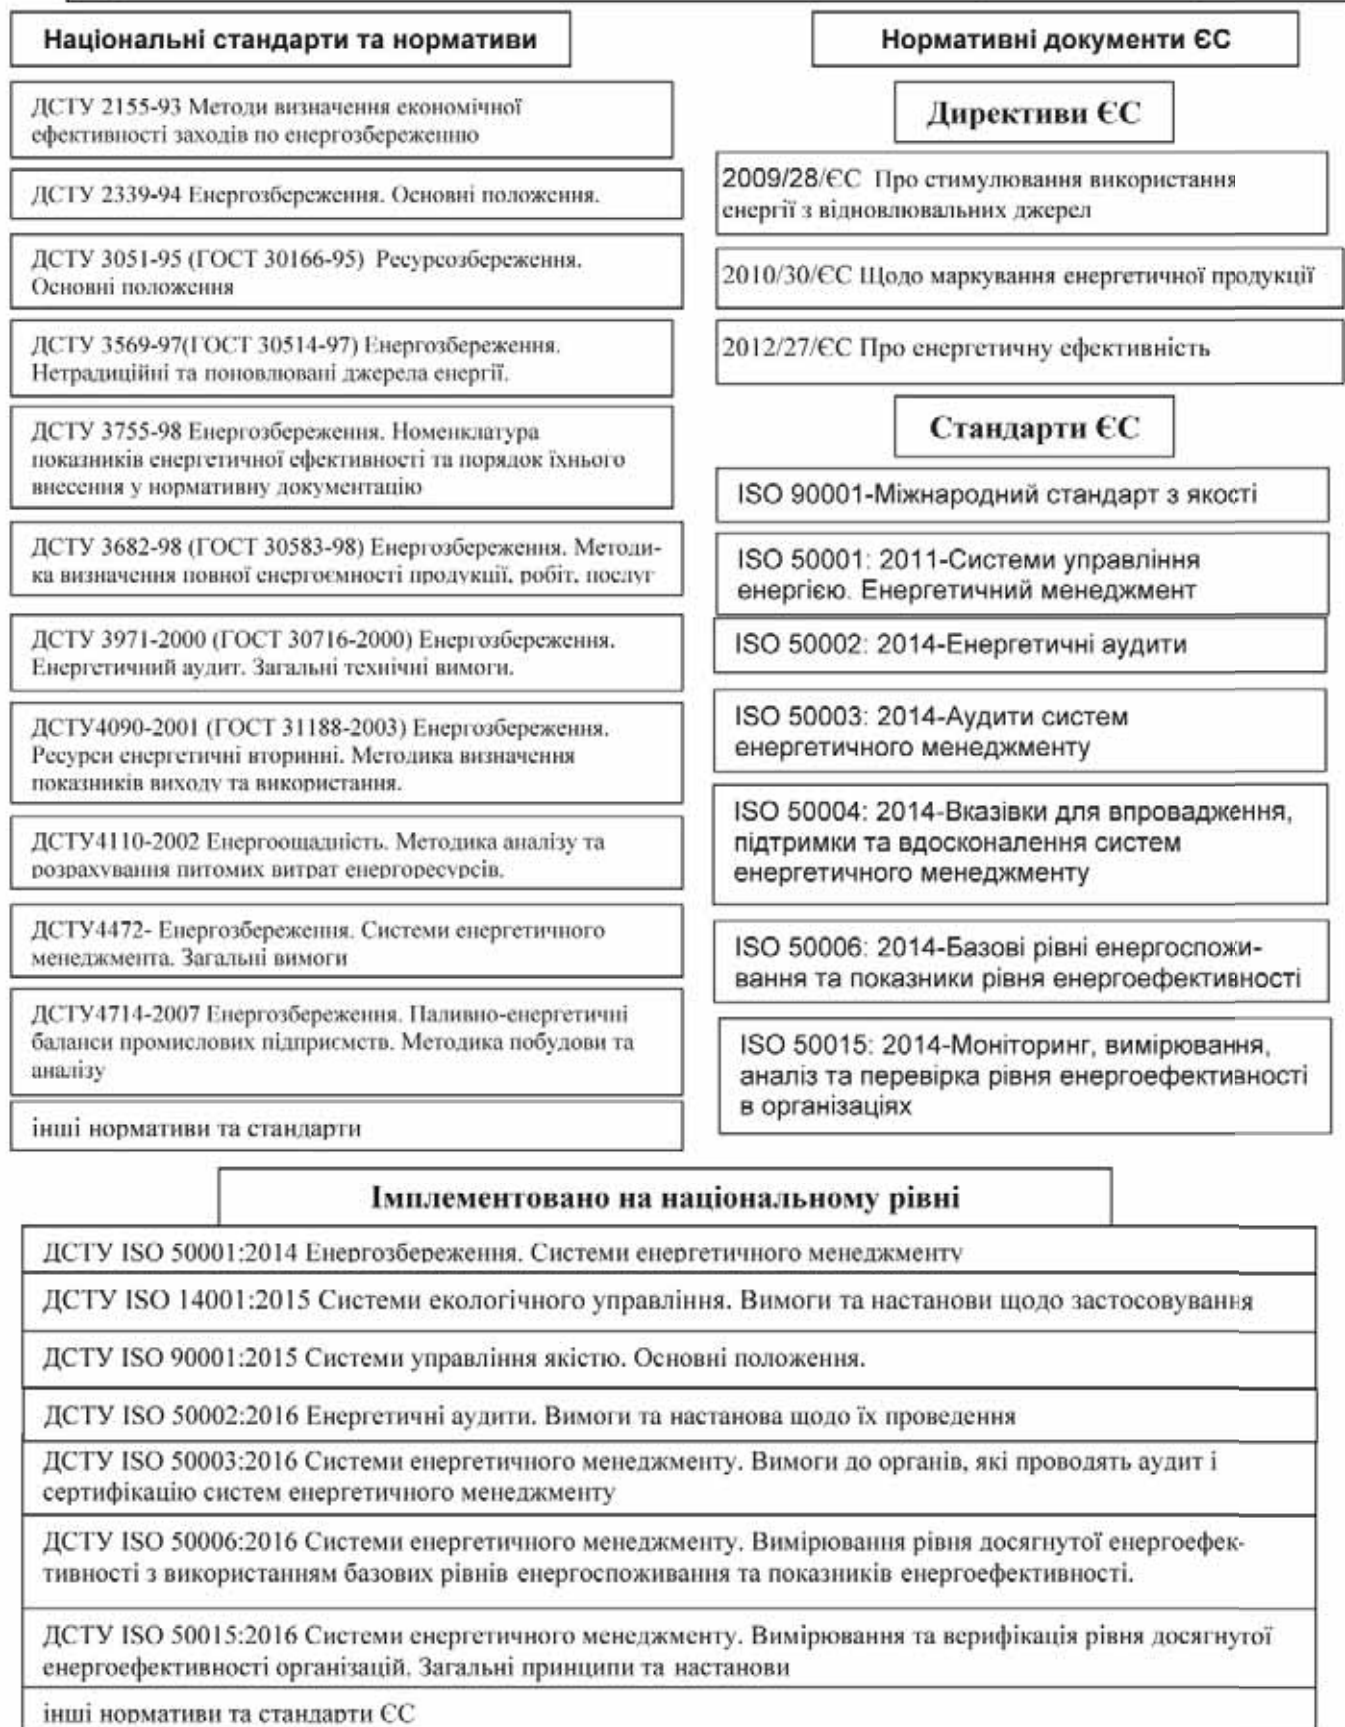 Національні стандарти та нормативи
ДСТУ 2155-93 Методи визначення економічної
ефективності заходів по енергозбереженню
ДСТУ 2339-94 Енергозбереження. Основні положення.
ДСТУ 3051-95 (ГОСТ 30166-95) Ресурсозбереження.
Основні положення
ДСТУ 3569-97(ГОСТ 30514-97) Енергозбереження.
Нетрадиційні та поновлювані джерела енергії.
ДСТУ 3755-98 Енергозбереження. Номенклатура
показників енергетичної ефективності та порядок їхнього
внесення у нормативну документацію
ДСТУ 3682-98 (ГОСТ 30583-98) Енергозбереження. Методи-
ка визначення повної енергоємності продукції, робіт, послуг
ДСТУ 3971-2000 (ГОСТ 30716-2000) Енергозбереження.
Енергетичний аудит. Загальні технічні вимоги.
ДСТУ4090-2001 (ГОСТ 31188-2003) Енергозбереження.
Ресурси енергетичні вторинні. Методика визначення
показників виходу та використання.
ДСТУ4110-2002 Енергоощадність. Методика аналізу та
розрахування питомих витрат енергоресурсів.
ДСТУ4472- Енергозбереження. Системи енергетичного
менеджмента. Загальні вимоги
ДСТУ4714-2007 Енергозбереження. Паливно-енергетичні
баланси промислових підприємств. Методика побудови та
аналізу
інші нормативи та стандарти
Нормативні документи ЄС
Директиви ЄС
2009/28/ЄС Про стимулювання використання
енергії з відновлювальних джерел
2010/30/ЄС Щодо маркування енергетичної продукції
2012/27/ЄС Про енергетичну ефективність
Стандарти ЄС
ISO 90001-Міжнародний стандарт з якості
ISO 50001: 2011-Системи управління
енергією. Енергетичний менеджмент
ISO 50002: 2014-Енергетичні аудити
ISO 50003: 2014-Аудити систем
енергетичного менеджменту
ISO 50004: 2014-Вказівки для впровадження,
підтримки та вдосконалення систем
енергетичного менеджменту
ISO 50006: 2014-Базові рівні енергоспожи-
вання та показники рівня енергоефективності
ISO 50015: 2014-Моніторинг, вимірювання,
аналіз та перевірка рівня енергоефективності
в організаціях
Імплементовано на національному рівні
ДСТУ ISO 50001:2014 Енергозбереження. Системи енергетичного менеджменту
ДСТУ ISO 14001:2015 Системи екологічного управління. Вимоги та настанови щодо застосовування
ДСТУ ISO 90001:2015 Системи управління якістю. Основні положення.
ДСТУ ISO 50002:2016 Енергетичні аудити. Вимоги та настанова щодо їх проведення
ДСТУ ISO 50003:2016 Системи енергетичного менеджменту. Вимоги до органів, які проводять аудит і
сертифікацію систем енергетичного менеджменту
ДСТУ ISO 50006:2016 Системи енергетичного менеджменту. Вимірювання рівня досягнутої енергоефек-
тивності з використанням базових рівнів енергоспоживання та показників енергоефективності.
ДСТУ ISO 50015:2016 Системи енергетичного менеджменту. Вимірювання та верифікація рівня досягнутої
енергоефективності організацій. Загальні принципи та настанови
інші нормативи та стандарти ЄС